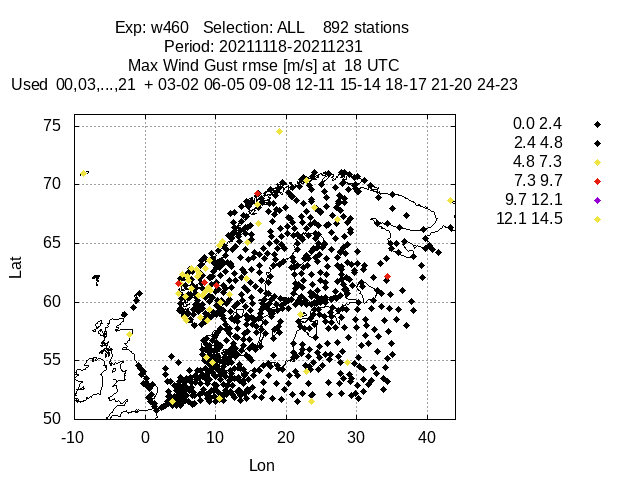 Exp: w460   Selection: ALL    892 stations
Period: 20211118-20211231
Max Wind Gust rmse [m/s] at  18 UTC
Used  00,03,...,21  + 03-02 06-05 09-08 12-11 15-14 18-17 21-20 24-23
75
70
65
60
55
50
Lat
-10 0 10 20 30 40
Lon
0.0 2.4
2.4 4.8
4.8 7.3
7.3 9.7
9.7 12.1
12.1 14.5